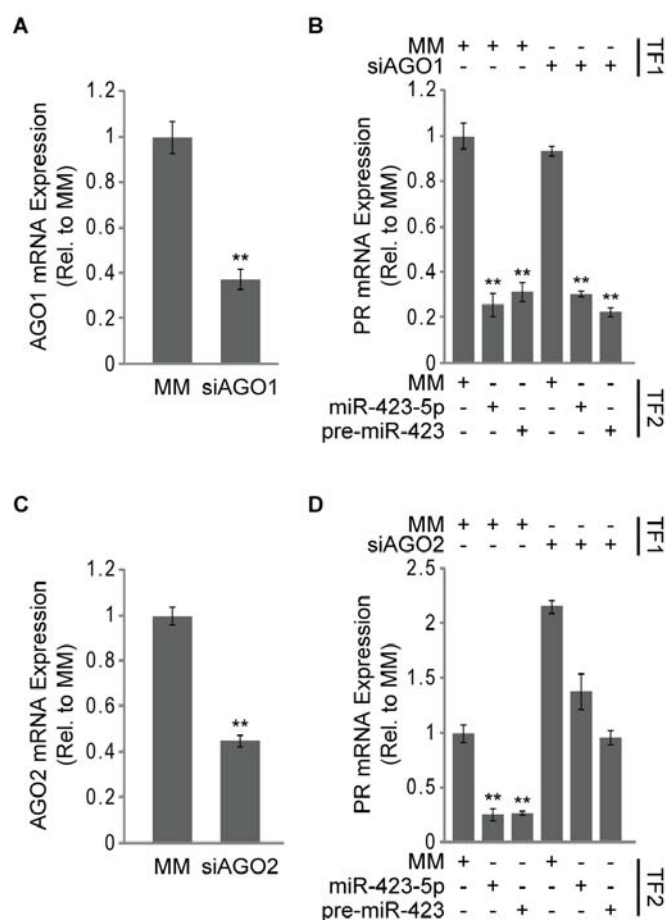 A
AGO1 mRNA Expression
(Rel. to MM)
1.2
1
0.8
0.6
0.4
0.2
0
**
MM siAGO1
B
MM + + + - - -
siAGO1 - - - + + +
TF1
PR mRNA Expression
(Rel. to MM)
1.2
1
0.8
0.6
0.4
0.2
0
** ** ** **
MM + - - + - -
miR-423-5p - + - - + -
pre-miR-423 - - + - - +
TF2
C
AGO2 mRNA Expression
(Rel. to MM)
1.2
1
0.8
0.6
0.4
0.2
0
**
MM siAGO2
D
MM + + + - - -
siAGO2 - - - + + +
TF1
PR mRNA Expression
(Rel. to MM)
2.5
2
1.5
1
0.5
0
** **
MM + - - + - -
miR-423-5p - + - - + -
pre-miR-423 - - + - - +
TF2